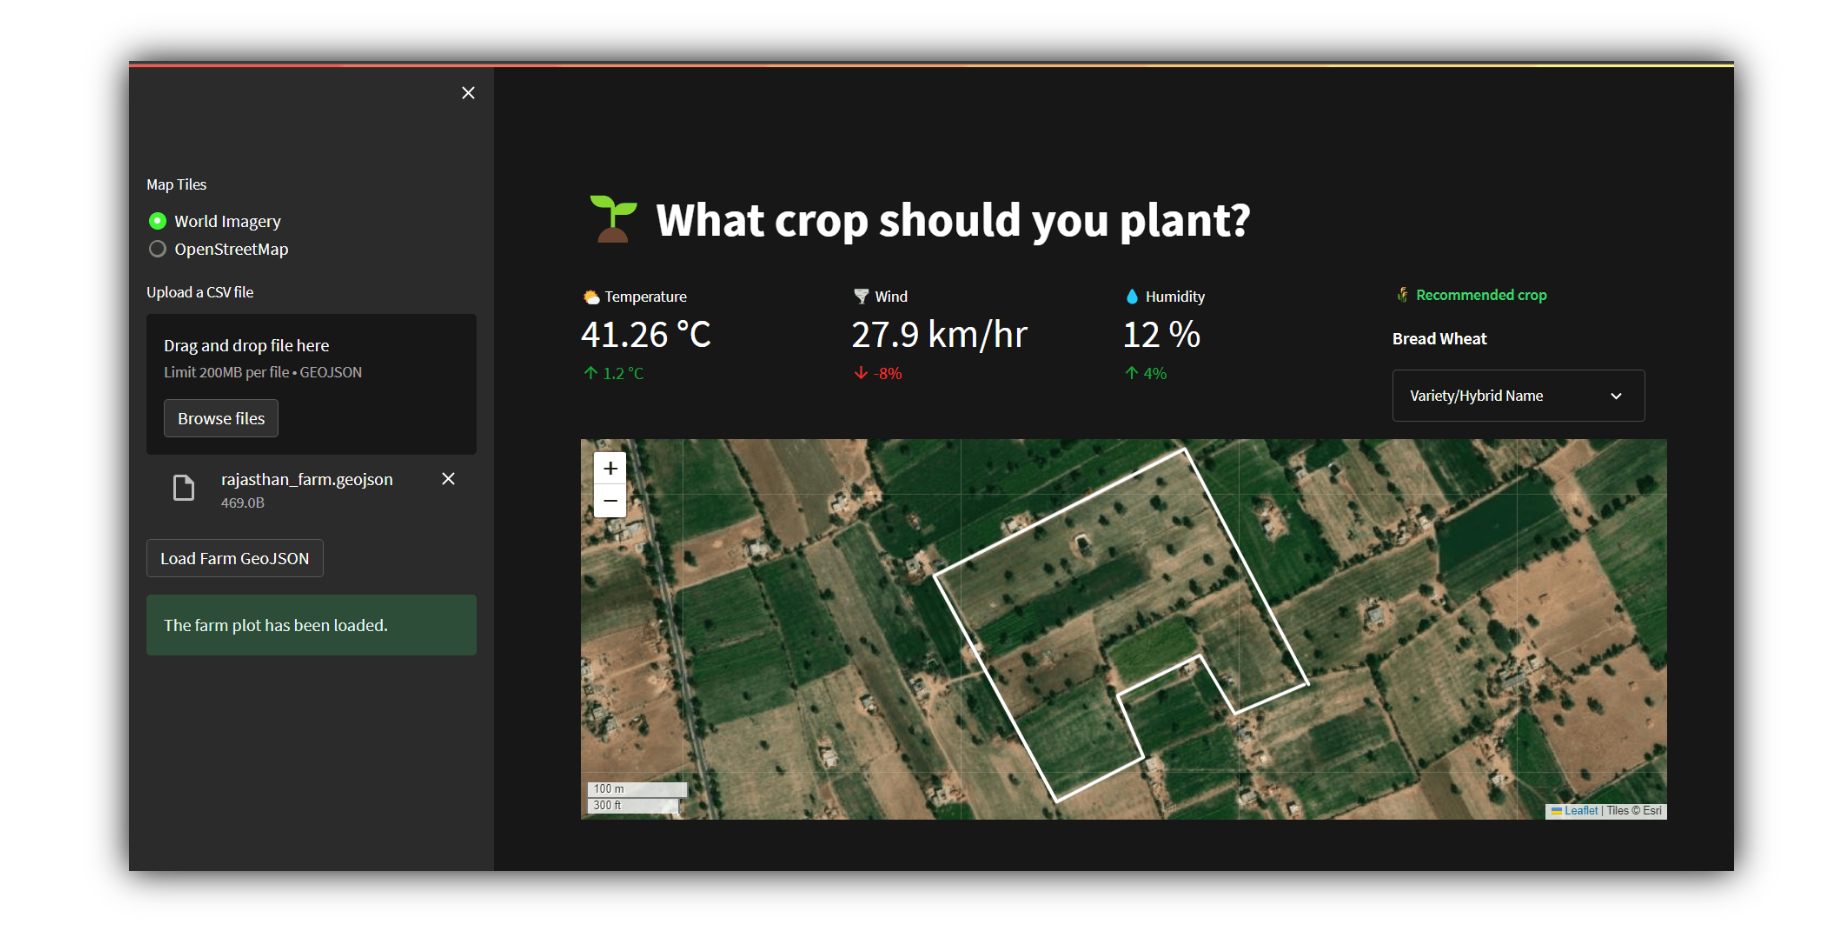 Map Tiles
World Imagery
OpenStreetMap
Upload a CSV file
Drag and drop file here
Limit 200MB per file • GEOJSON
Browse files
rajasthan_farm.geojson
469.0B
Load Farm GeoJSON
The farm plot has been loaded.
What crop should you plant?
Temperature
41.26 °C
↑ 1.2 °C
Wind
27.9 km/hr
↓ -8%
Humidity
12 %
↑ 4%
Recommended crop
Bread Wheat
Variety/Hybrid Name
+
−
100 m
300 ft
Leaflet | Tiles © Esri